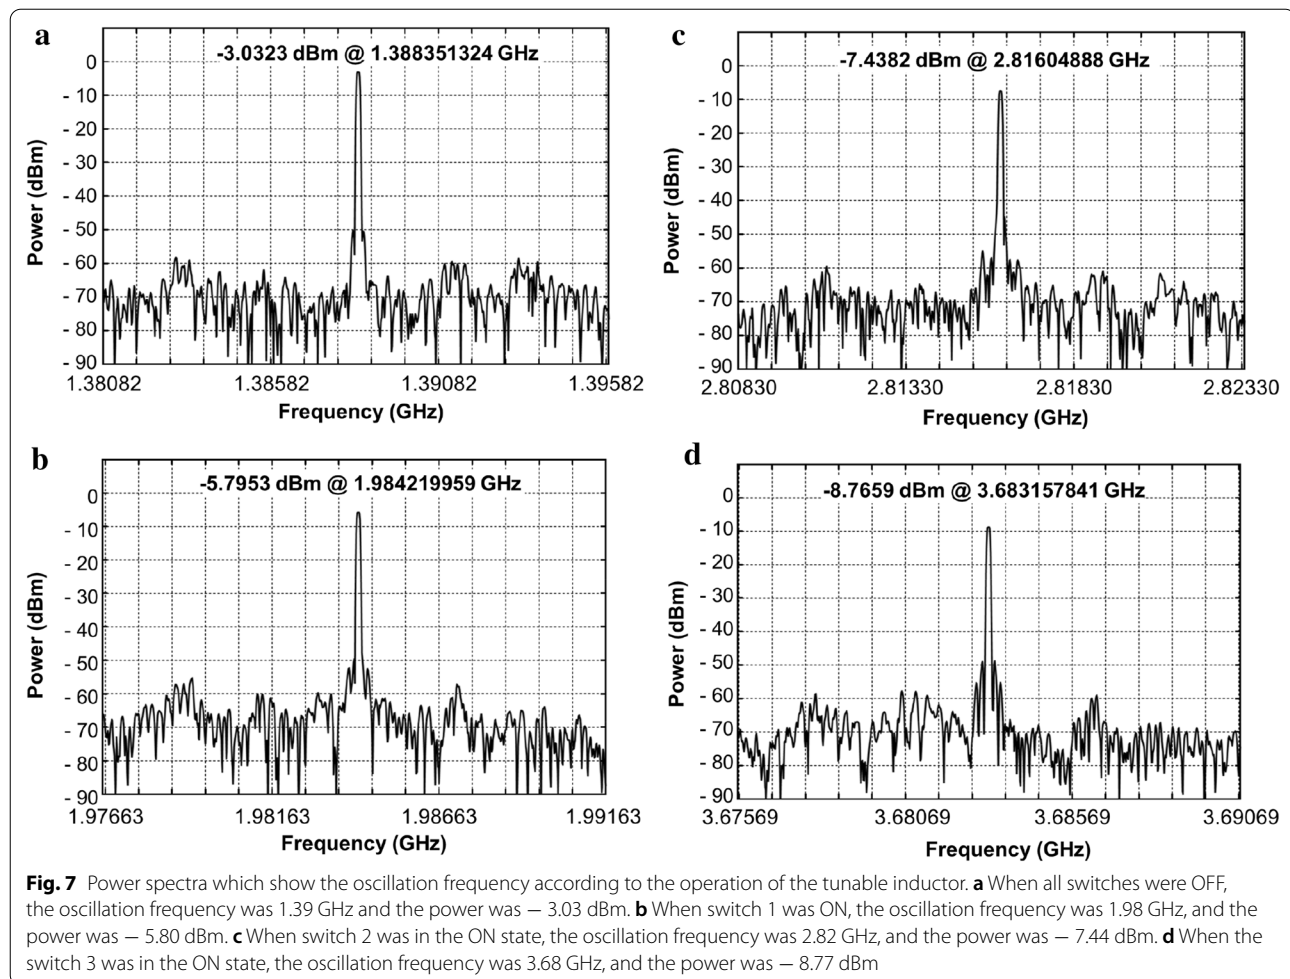 a
-3.0323 dBm @ 1.388351324 GHz
0
- 10
- 20
- 30
- 40
- 50
- 60
- 70
- 80
- 90
Power (dBm)
1.38082 1.38582 1.39082 1.39582
Frequency (GHz)
c
-7.4382 dBm @ 2.81604888 GHz
0
- 10
- 20
- 30
- 40
- 50
- 60
- 70
- 80
- 90
Power (dBm)
2.80830 2.81330 2.81830 2.82330
Frequency (GHz)
b
-5.7953 dBm @ 1.984219959 GHz
0
- 10
- 20
- 30
- 40
- 50
- 60
- 70
- 80
- 90
Power (dBm)
1.97663 1.98163 1.98663 1.99163
Frequency (GHz)
d
-8.7659 dBm @ 3.683157841 GHz
0
- 10
- 20
- 30
- 40
- 50
- 60
- 70
- 80
- 90
Power (dBm)
3.67569 3.68069 3.68569 3.69069
Frequency (GHz)
Fig. 7 Power spectra which show the oscillation frequency according to the operation of the tunable inductor. a When all switches were OFF,
the oscillation frequency was 1.39 GHz and the power was − 3.03 dBm. b When switch 1 was ON, the oscillation frequency was 1.98 GHz, and the
power was − 5.80 dBm. c When switch 2 was in the ON state, the oscillation frequency was 2.82 GHz, and the power was − 7.44 dBm. d When the
switch 3 was in the ON state, the oscillation frequency was 3.68 GHz, and the power was − 8.77 dBm